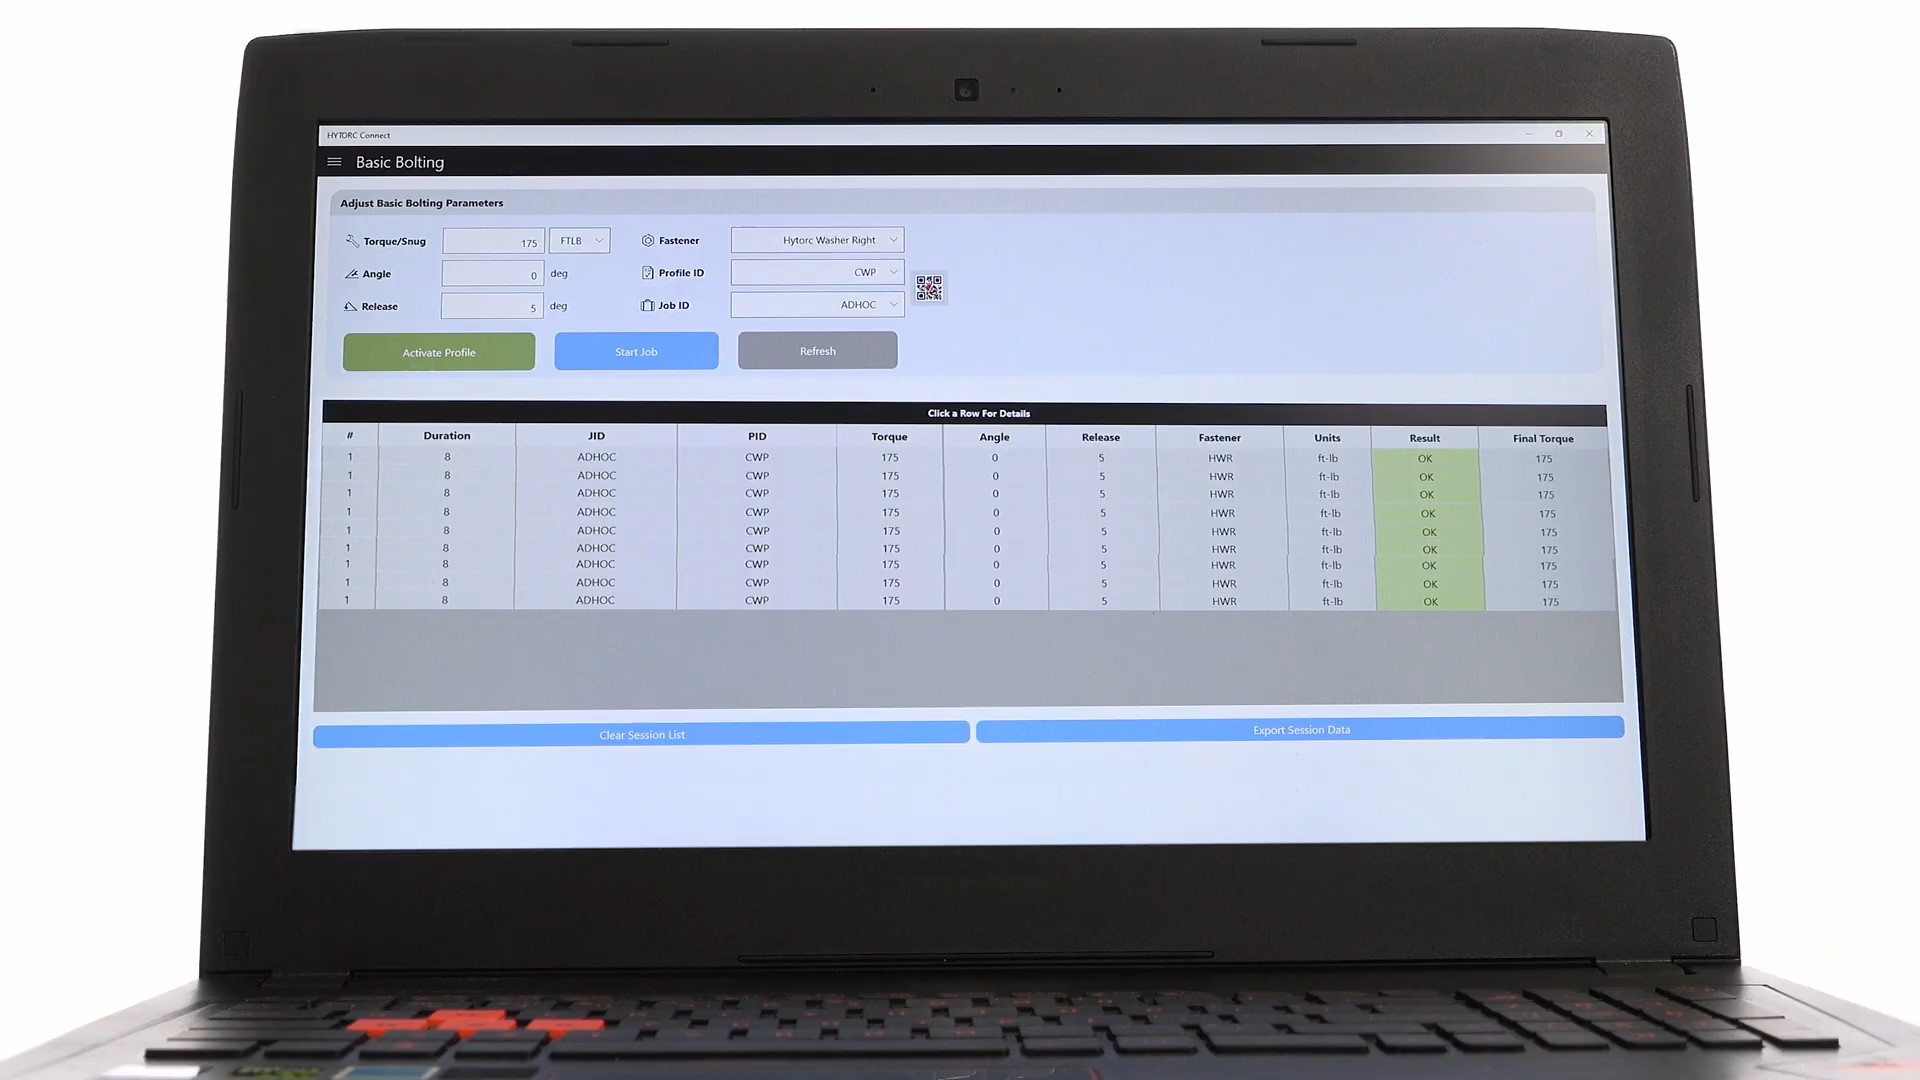 HYTORC Connect
Basic Bolting
Adjust Basic Bolting Parameters
Torque/Snug 175 FTLB Fastener Hytorc Washer Right
Angle 0 deg Profile ID CWP
Release 5 deg Job ID ADHOC
Activate Profile Start Job Refresh
Click a Row For Details
# Duration JID PID Torque Angle Release Fastener Units Result Final Torque
1 8 ADHOC CWP 175 0 5 HWR ft-lb OK 175
1 8 ADHOC CWP 175 0 5 HWR ft-lb OK 175
1 8 ADHOC CWP 175 0 5 HWR ft-lb OK 175
1 8 ADHOC CWP 175 0 5 HWR ft-lb OK 175
1 8 ADHOC CWP 175 0 5 HWR ft-lb OK 175
1 8 ADHOC CWP 175 0 5 HWR ft-lb OK 175
1 8 ADHOC CWP 175 0 5 HWR ft-lb OK 175
1 8 ADHOC CWP 175 0 5 HWR ft-lb OK 175
1 8 ADHOC CWP 175 0 5 HWR ft-lb OK 175
Clear Session List Export Session Data